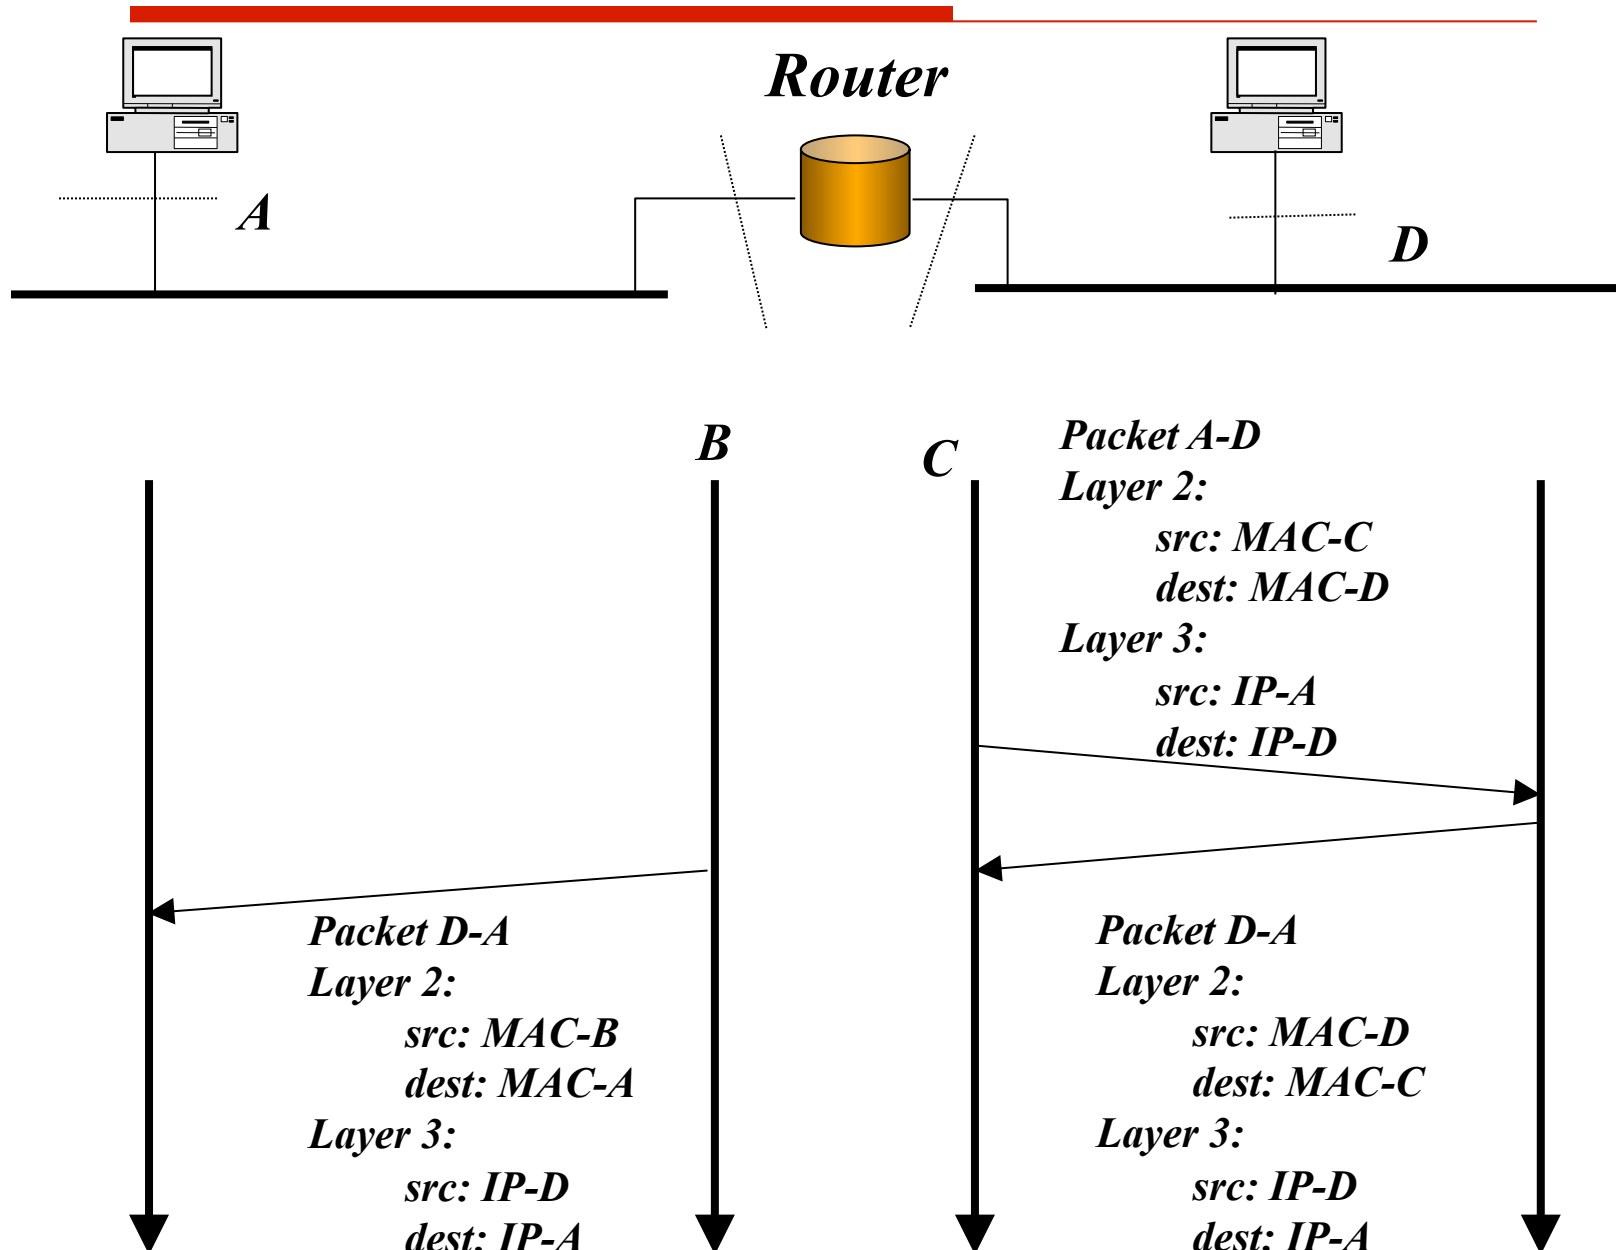 Router
A
D
B
C
Packet A-D
Layer 2:
src: MAC-C
dest: MAC-D
Layer 3:
src: IP-A
dest: IP-D
Packet D-A
Layer 2:
src: MAC-B
dest: MAC-A
Layer 3:
src: IP-D
dest: IP-A
Packet D-A
Layer 2:
src: MAC-D
dest: MAC-C
Layer 3:
src: IP-D
dest: IP-A